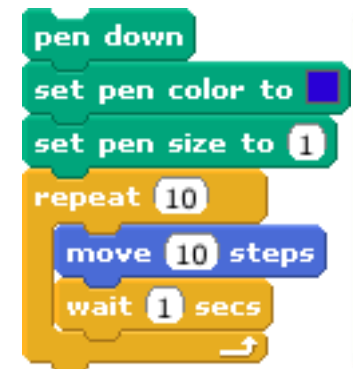 pen down
set pen color to
set pen size to 1
repeat 10
move 10 steps
wait 1 secs